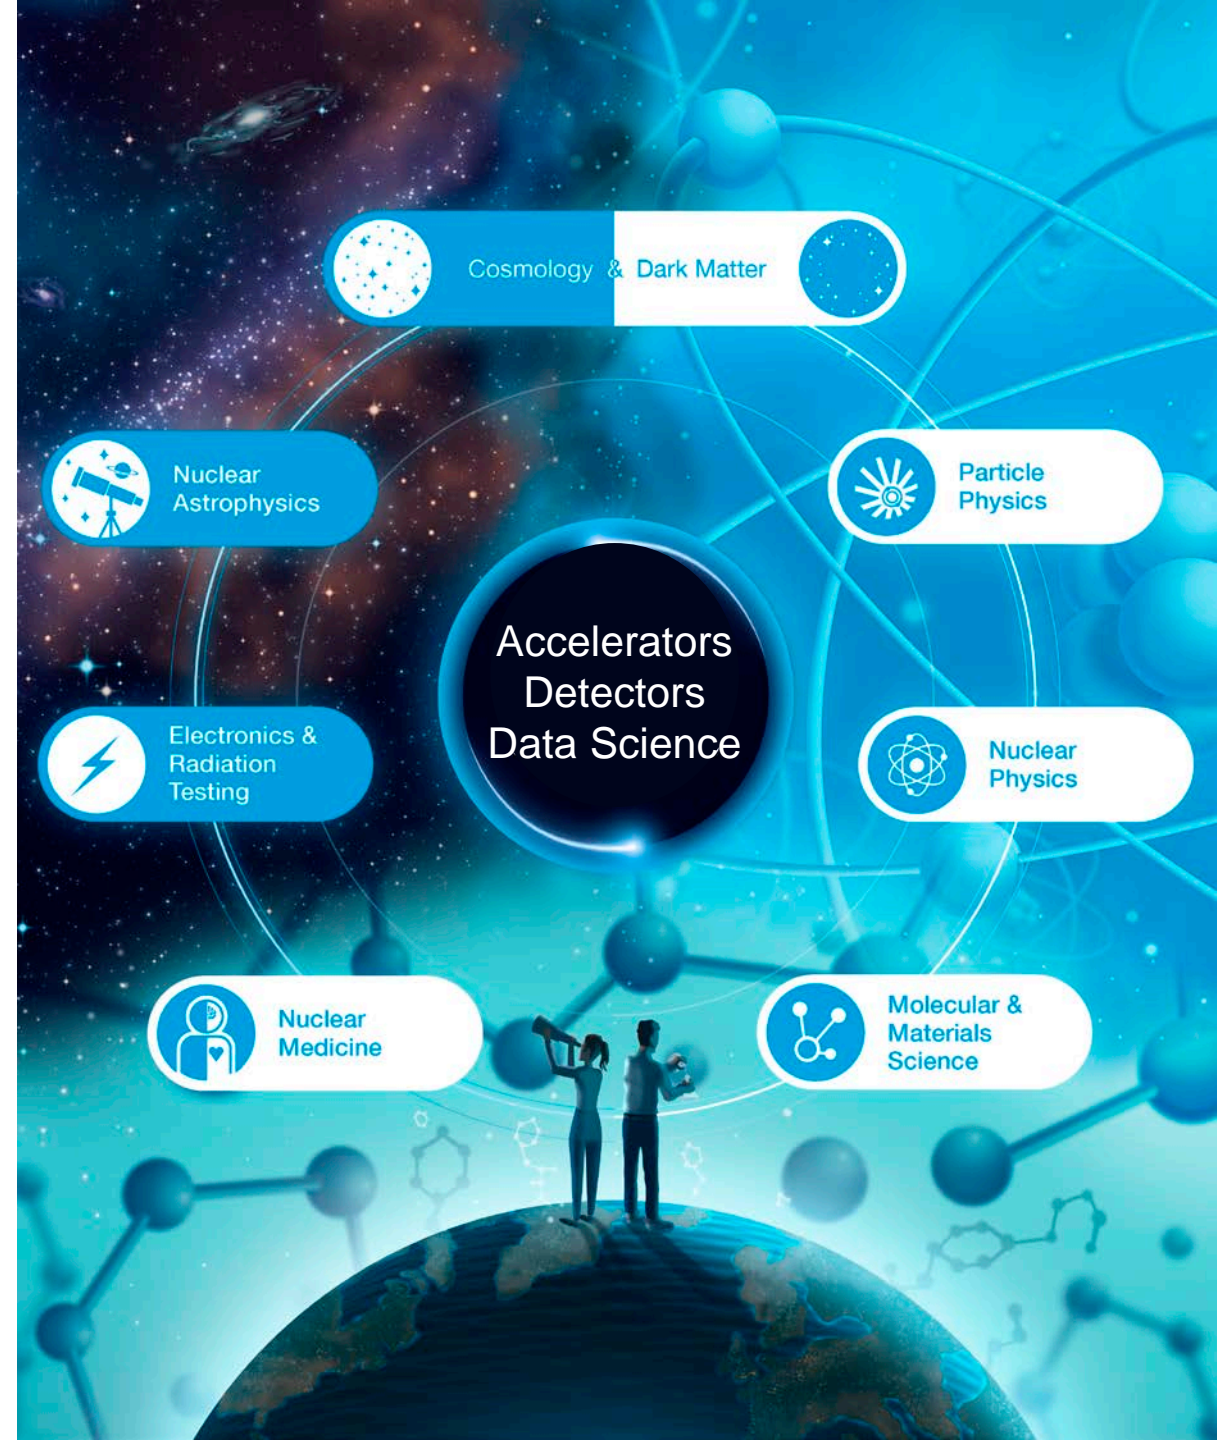 Cosmology & Dark Matter
Nuclear
Astrophysics
Particle
Physics
Accelerators
Detectors
Data Science
Electronics &
Radiation
Testing
Nuclear
Physics
Nuclear
Medicine
Molecular &
Materials
Science